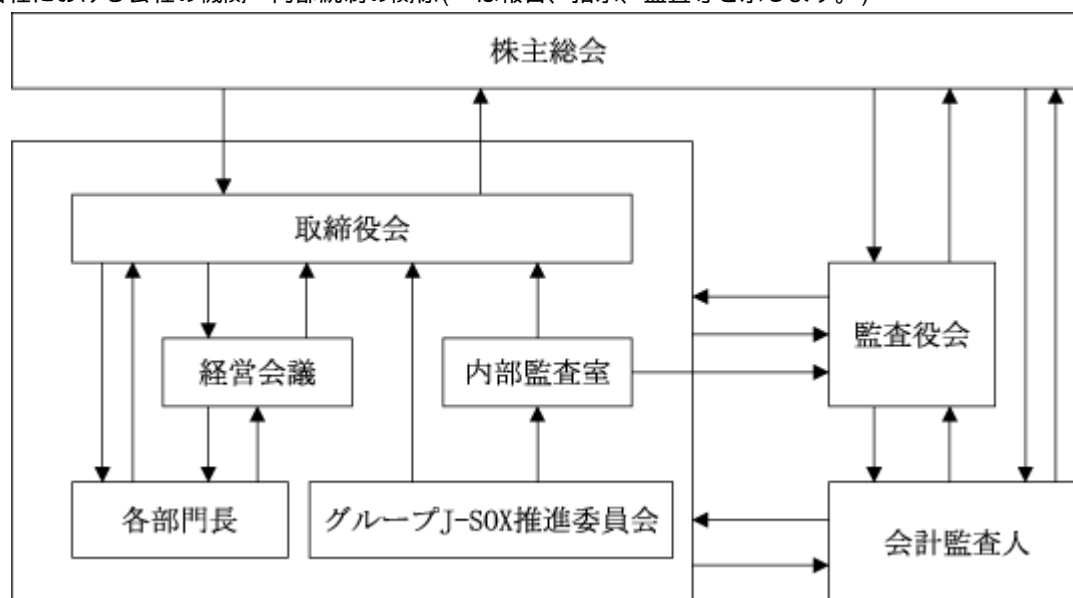 株主総会
取締役会
経営会議
内部監査室
監査役会
各部門長
グループJ-SOX推進委員会
会計監査人